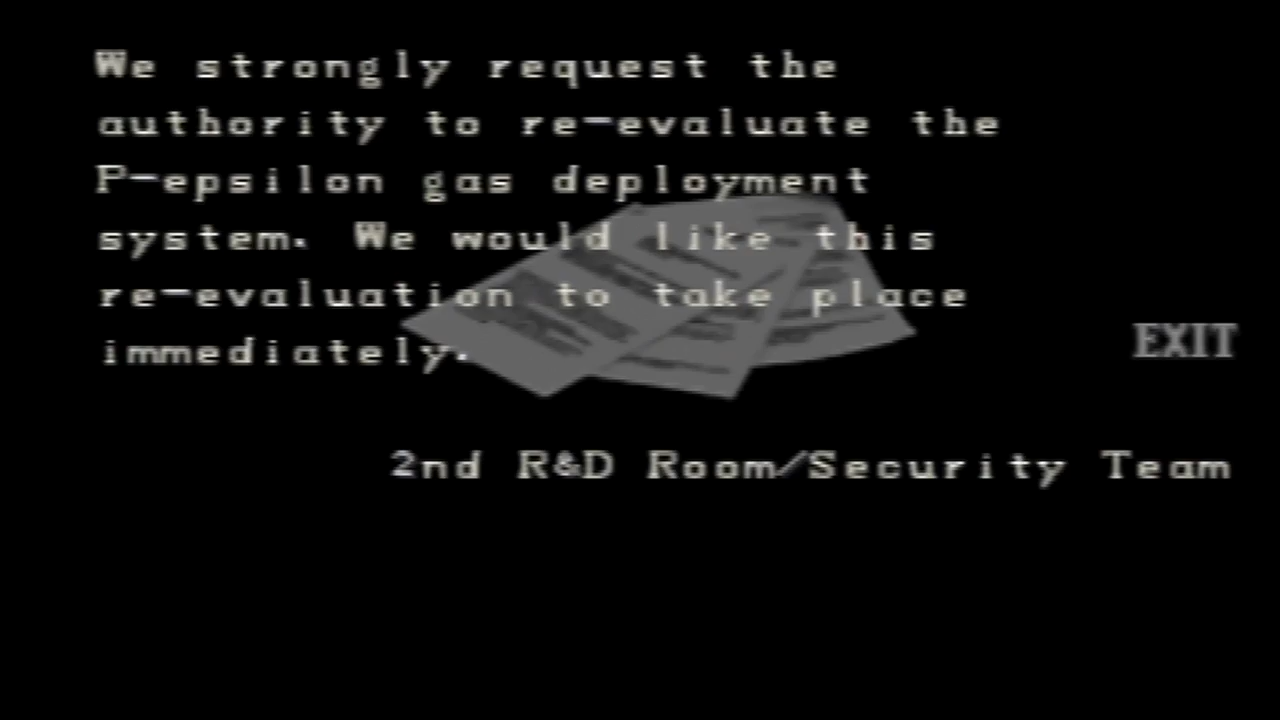 We strongly request the
authority to re-evaluate the
P-epsilon gas deployment
system. We would like this
re-evaluation to take place
immediately.
EXIT
2nd R&D Room/Security Team